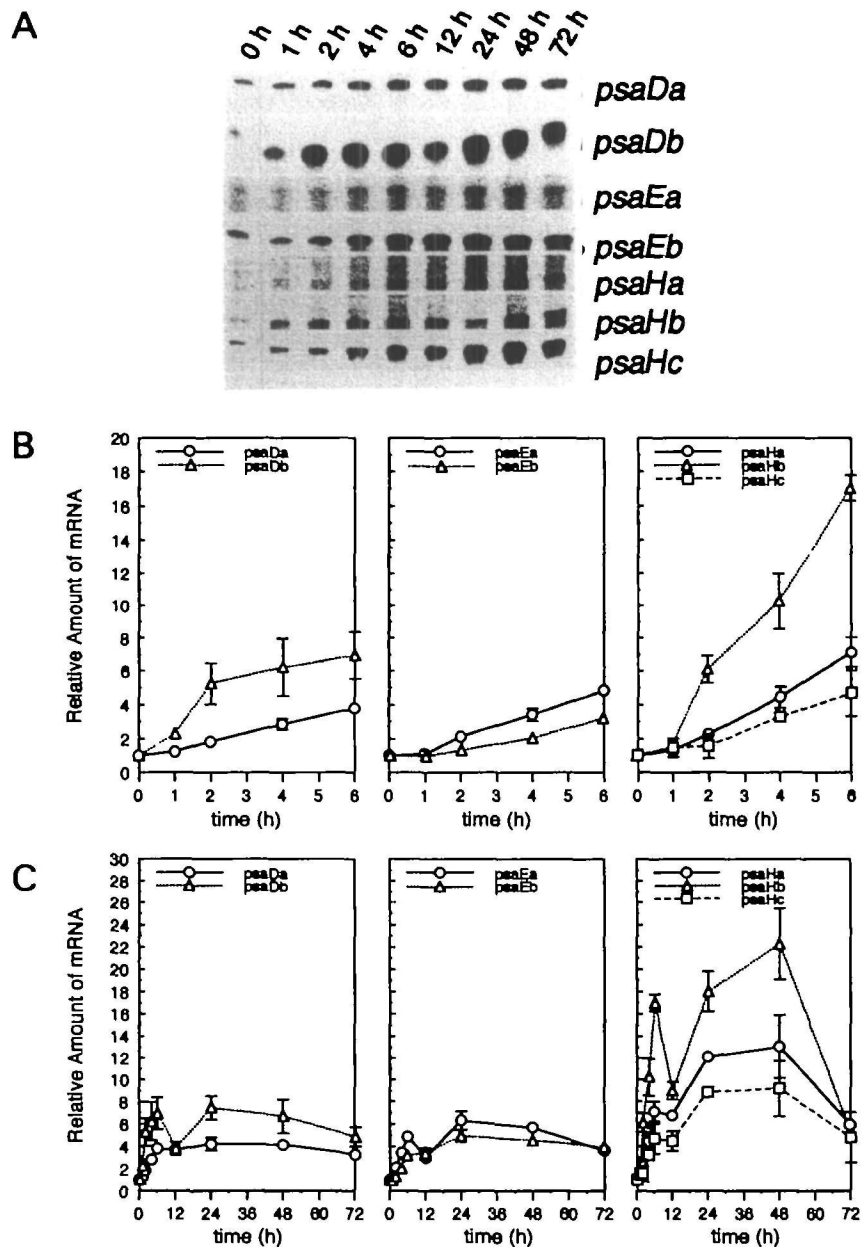 A
0 h 1 h 2 h 4 h 6 h 12 h 24 h 48 h 72 h
psaDa
psaDb
psaEa
psaEb
psaHa
psaHb
psaHc
B
Relative Amount of mRNA
20
18
16
14
12
10
8
6
4
2
0
psaDa
psaDb
psaEa
psaEb
psaHa
psaHb
psaHc
0 1 2 3 4 5 6 0 1 2 3 4 5 6 0 1 2 3 4 5 6
time (h) time (h) time (h)
C
Relative Amount of mRNA
30
28
26
24
22
20
18
16
14
12
10
8
6
4
2
0
psaDa
psaDb
psaEa
psaEb
psaHa
psaHb
psaHc
0 12 24 36 48 60 72 0 12 24 36 48 60 72 0 12 24 36 48 60 72
time (h) time (h) time (h)